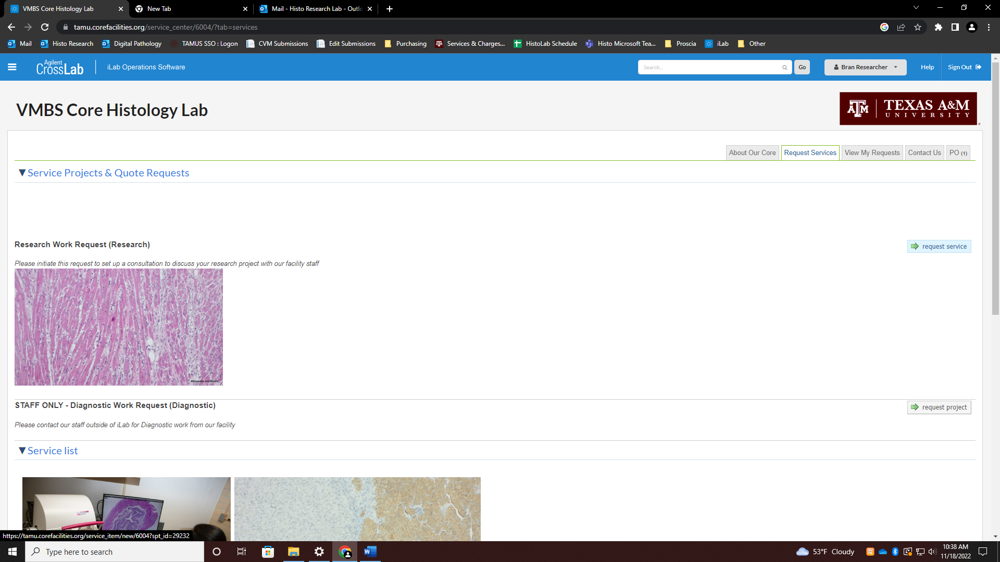 VMBS Core Histology Lab
New Tab
Mail - Histo Research Lab - Outlo
tamu.corefacilities.org/service_center/6004/?tab=services
Mail
Histo Research
Digital Pathology
TAMUS SSO : Logon
CVM Submissions
Edit Submissions
Purchasing
Services & Charges...
HistoLab Schedule
Histo Microsoft Tea...
Proscia
iLab
Other
Agilent
CrossLab
iLab Operations Software
Search...
Go
Bran Researcher
Help
Sign Out
VMBS Core Histology Lab
ATM
TEXAS A&M
UNIVERSITY
About Our Core
Request Services
View My Requests
Contact Us
PO (1)
Service Projects & Quote Requests
Research Work Request (Research)
request service
Please initiate this request to set up a consultation to discuss your research project with our facility staff
STAFF ONLY - Diagnostic Work Request (Diagnostic)
request project
Please contact our staff outside of iLab for Diagnostic work from our facility
Service list
https://tamu.corefacilities.org/service_item/new/6004?spt_id=29232
Type here to search
53°F Cloudy
10:38 AM
11/18/2022